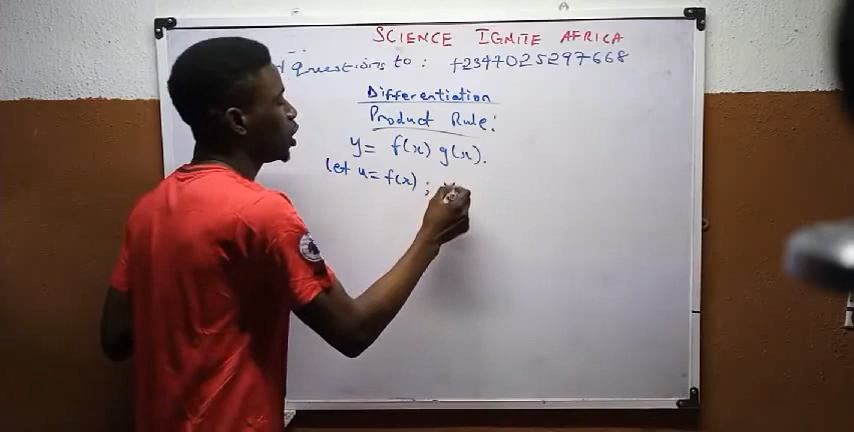 SCIENCE IGNITE AFRICA
questions to : +2347025297668
Differentiation
Product Rule:
y = f(x) g(x).
let u = f(x) ;